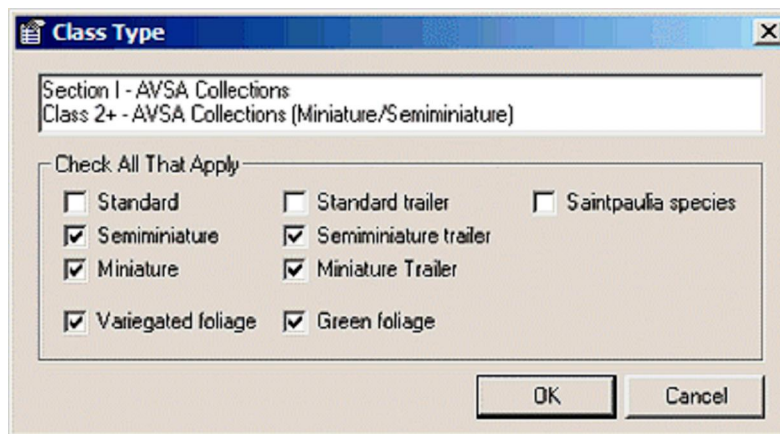 Class Type
Section I - AVSA Collections
Class 2+ - AVSA Collections (Miniature/Semiminiature)
Check All That Apply
Standard Standard trailer Saintpaulia species
Semiminiature Semiminiature trailer
Miniature Miniature Trailer
Variegated foliage Green foliage
OK Cancel